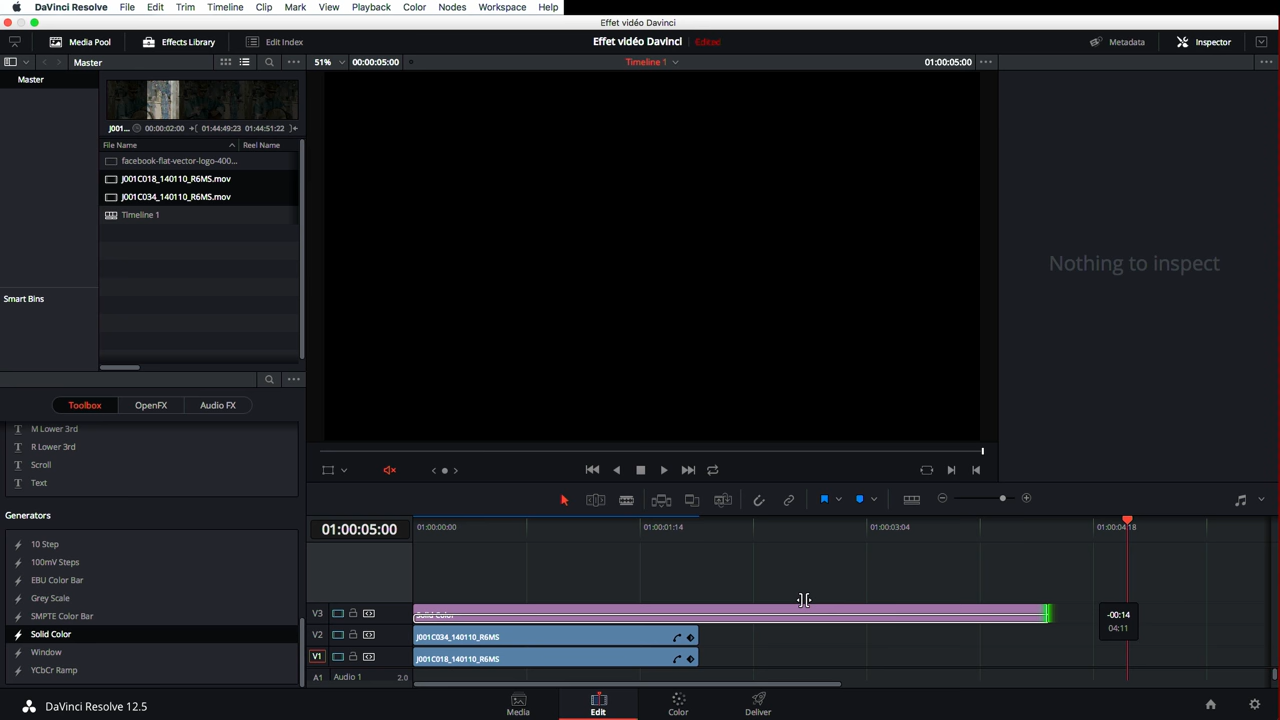 DaVinci Resolve File Edit Trim Timeline Clip Mark View Playback Color Nodes Workspace Help
Effet vidéo Davinci
Media Pool Effects Library Edit Index Effet vidéo Davinci Edited Metadata Inspector
Master 51% 00:00:05:00 Timeline 1 01:00:05:00
Master
J001... 00:00:02:00 01:44:49:23 01:44:51:22
File Name Reel Name
facebook-flat-vector-logo-400...
J001C018_140110_R6MS.mov
J001C034_140110_R6MS.mov
Timeline 1
Nothing to inspect
Smart Bins
Toolbox OpenFX Audio FX
M Lower 3rd
R Lower 3rd
Scroll
Text
Generators
10 Step
100mV Steps
EBU Color Bar
Grey Scale
SMPTE Color Bar
Solid Color
Window
YCbCr Ramp
01:00:05:00 01:00:00:00 01:00:01:14 01:00:03:04 01:00:04:18
V3 Solid Color -00:14
04:11
V2 J001C034_140110_R6MS
V1 J001C018_140110_R6MS
A1 Audio 1 2.0
DaVinci Resolve 12.5 Media Edit Color Deliver